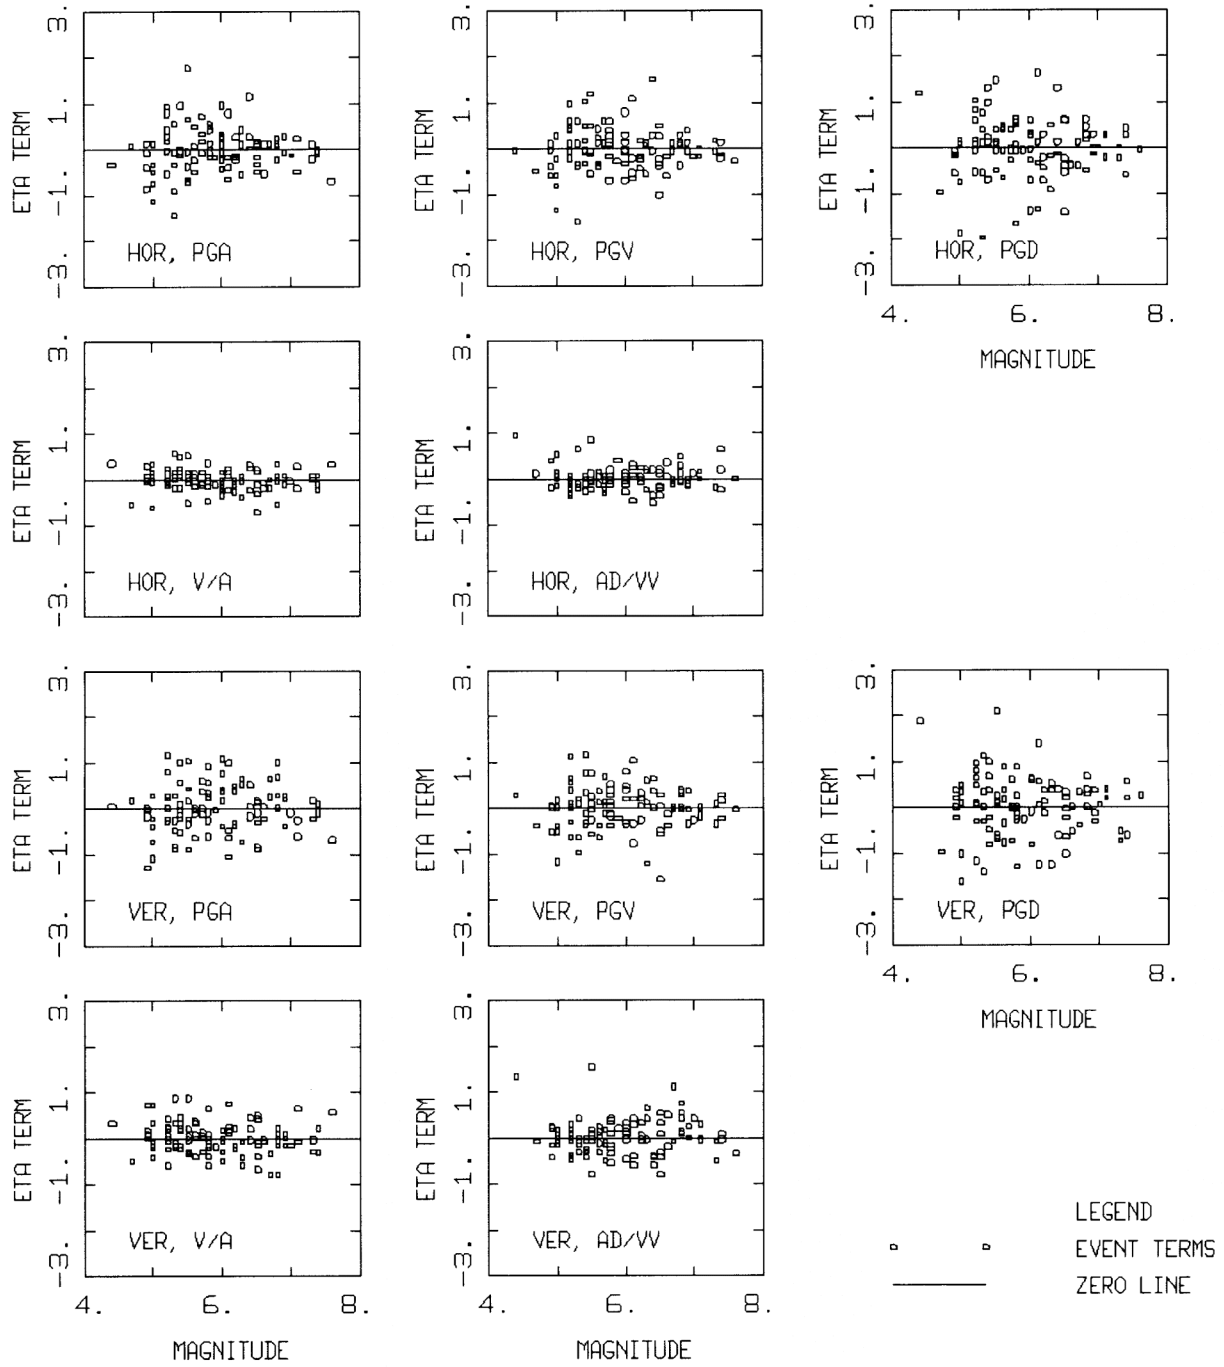 3.
1.
-1.
-3.
ETA TERM
HOR, PGA
3.
1.
-1.
-3.
ETA TERM
HOR, PGV
3.
1.
-1.
-3.
ETA TERM
HOR, PGD
4. 6. 8.
MAGNITUDE
3.
1.
-1.
-3.
ETA TERM
HOR, V/A
3.
1.
-1.
-3.
ETA TERM
HOR, AD/VV
3.
1.
-1.
-3.
ETA TERM
VER, PGA
3.
1.
-1.
-3.
ETA TERM
VER, PGV
3.
1.
-1.
-3.
ETA TERM
VER, PGD
4. 6. 8.
MAGNITUDE
3.
1.
-1.
-3.
ETA TERM
VER, V/A
4. 6. 8.
MAGNITUDE
3.
1.
-1.
-3.
ETA TERM
VER, AD/VV
4. 6. 8.
MAGNITUDE
LEGEND
EVENT TERMS
ZERO LINE